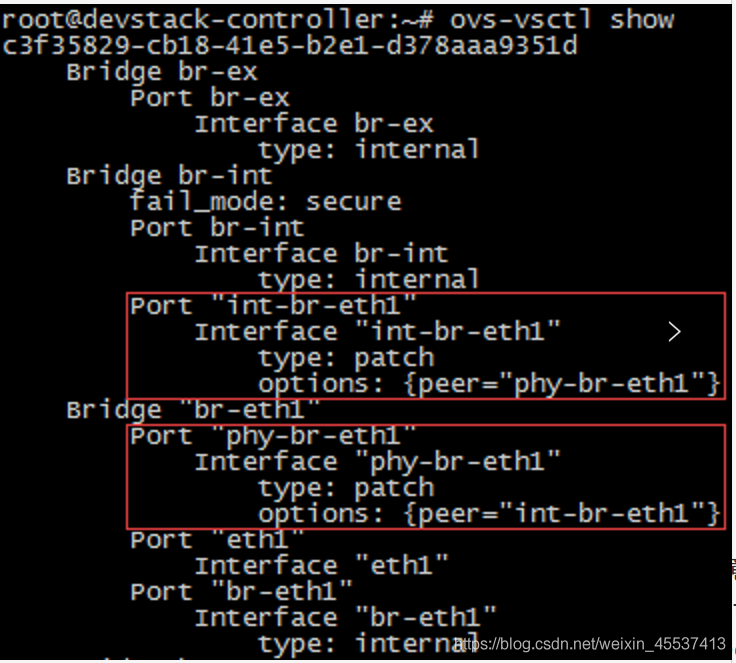 root@devstack-controller:~# ovs-vsctl show
c3f35829-cb18-41e5-b2e1-d378aaa9351d
    Bridge br-ex
        Port br-ex
            Interface br-ex
                type: internal
    Bridge br-int
        fail_mode: secure
        Port br-int
            Interface br-int
                type: internal
        Port "int-br-eth1"
            Interface "int-br-eth1"
                type: patch
                options: {peer="phy-br-eth1"}
    Bridge "br-eth1"
        Port "phy-br-eth1"
            Interface "phy-br-eth1"
                type: patch
                options: {peer="int-br-eth1"}
        Port "eth1"
            Interface "eth1"
        Port "br-eth1"
            Interface "br-eth1"
                type: internal
https://blog.csdn.net/weixin_45537413